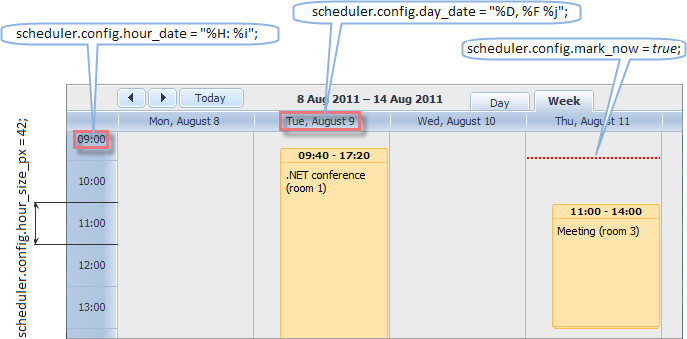 scheduler.config.day_date = "%D, %F %j";
scheduler.config.hour_date = "%H: %i";
scheduler.config.mark_now = true;
Today
8 Aug 2011 – 14 Aug 2011
Day
Week
Mon, August 8
Tue, August 9
Wed, August 10
Thu, August 11
scheduler.config.hour_size_px = 42;
09:00
10:00
11:00
12:00
13:00
09:40 - 17:20
.NET conference
(room 1)
11:00 - 14:00
Meeting (room 3)